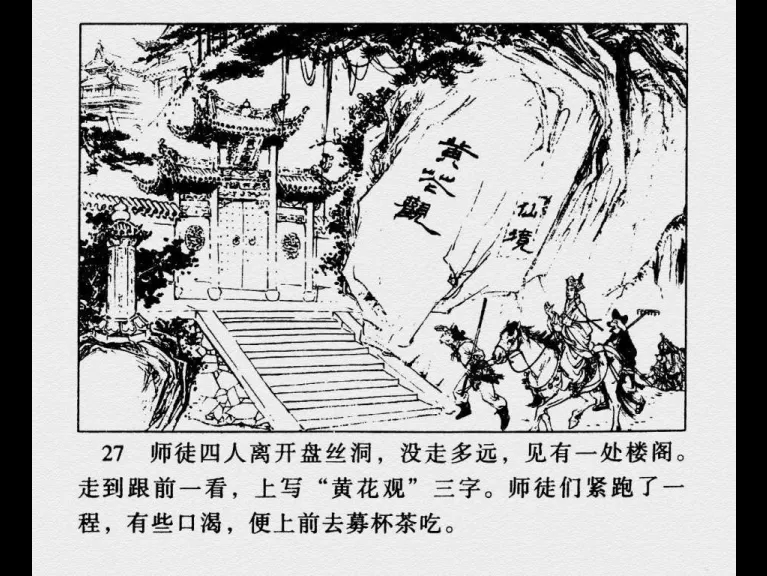 黄花观
仙境
27 师徒四人离开盘丝洞，没走多远，见有一处楼阁。
走到跟前一看，上写“黄花观”三字。师徒们紧跑了一
程，有些口渴，便上前去募杯茶吃。